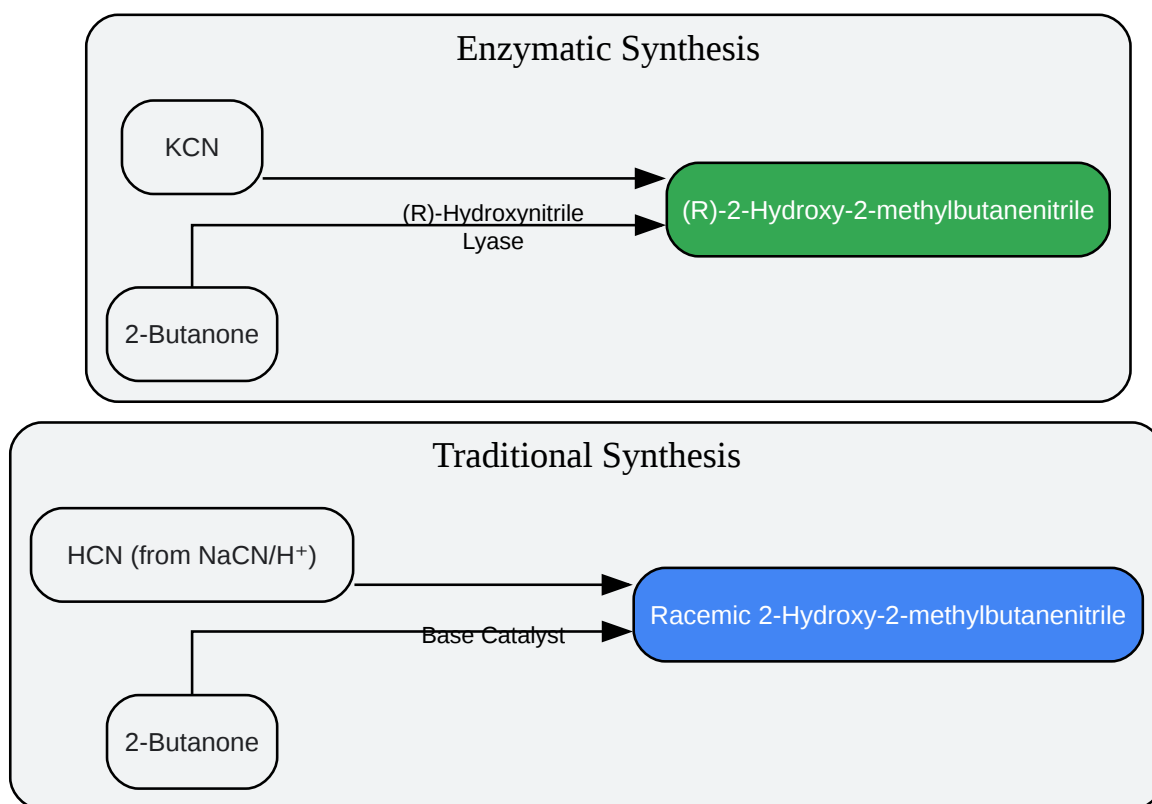 Enzymatic Synthesis
KCN
(R)-2-Hydroxy-2-methylbutanenitrile
(R)-Hydroxynitrile
Lyase
2-Butanone
Traditional Synthesis
HCN (from NaCN/H⁺)
Racemic 2-Hydroxy-2-methylbutanenitrile
Base Catalyst
2-Butanone